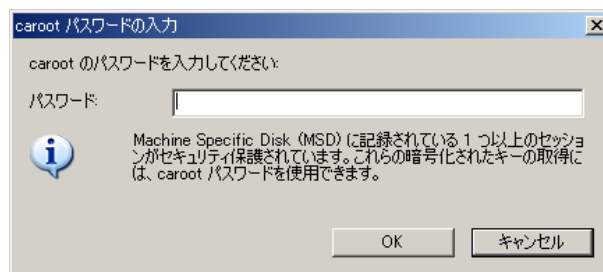 caroot パスワードの入力
caroot のパスワードを入力してください:
パスワード:
Machine Specific Disk (MSD) に記録されている 1 つ以上のセッショ
ンがセキュリティ保護されています。これらの暗号化されたキーの取得に
は、caroot パスワードを使用できます。
OK キャンセル